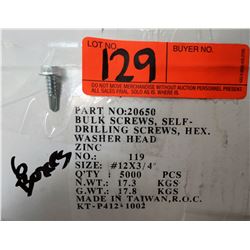 LOT NO.
BUYER NO.
129
DO NOT MOVE MERCHANDISE WITHOUT AUCTION PERSONNEL PRESENT
ALL SALES FINAL. SOLD AS IS. WHERE IS.
PART NO:20650
BULK SCREWS, SELF-
DRILLING SCREWS, HEX.
WASHER HEAD
ZINC
NO.: 119
SIZE: #12X3/4"
Q'TY : 5000 PCS
N.WT.: 17.3 KGS
G.WT.: 17.8 KGS
MADE IN TAIWAN,R.O.C.
KT-P412-1002
6
BOXES